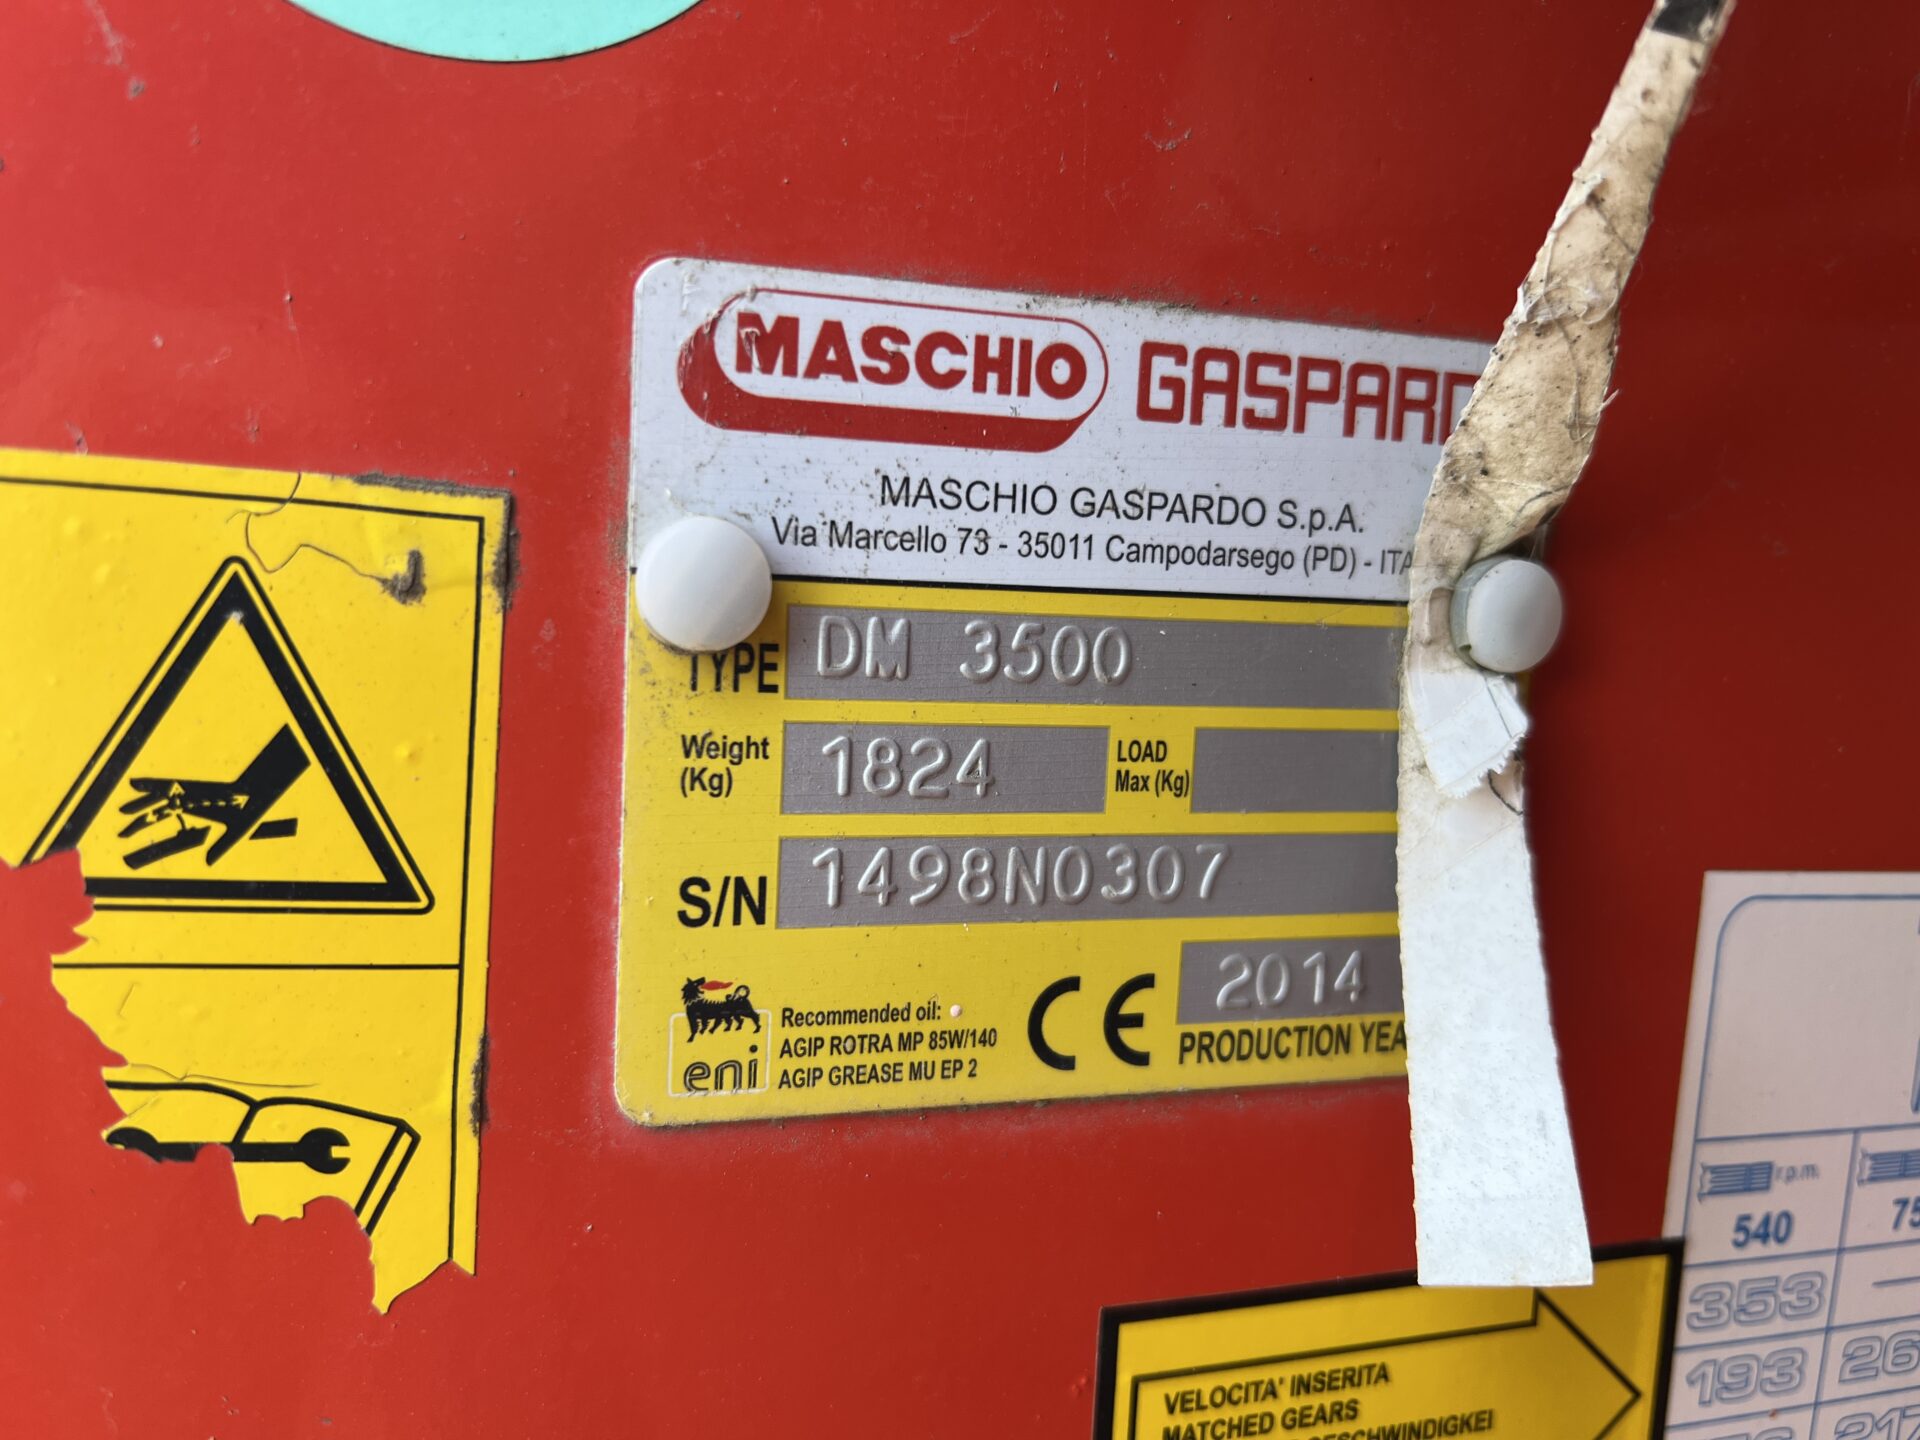 MASCHIO GASPARD
MASCHIO GASPARDO S.p.A.
Via Marcello 73 - 35011 Campodarsego (PD) - ITA
TYPE DM 3500
Weight (Kg) 1824 LOAD Max (Kg)
S/N 1498N0307
2014
PRODUCTION YEA
CE
eni
Recommended oil:
AGIP ROTRA MP 85W/140
AGIP GREASE MU EP 2
r.p.m.
540 75
353 —
193 26
217
VELOCITA' INSERITA
MATCHED GEARS